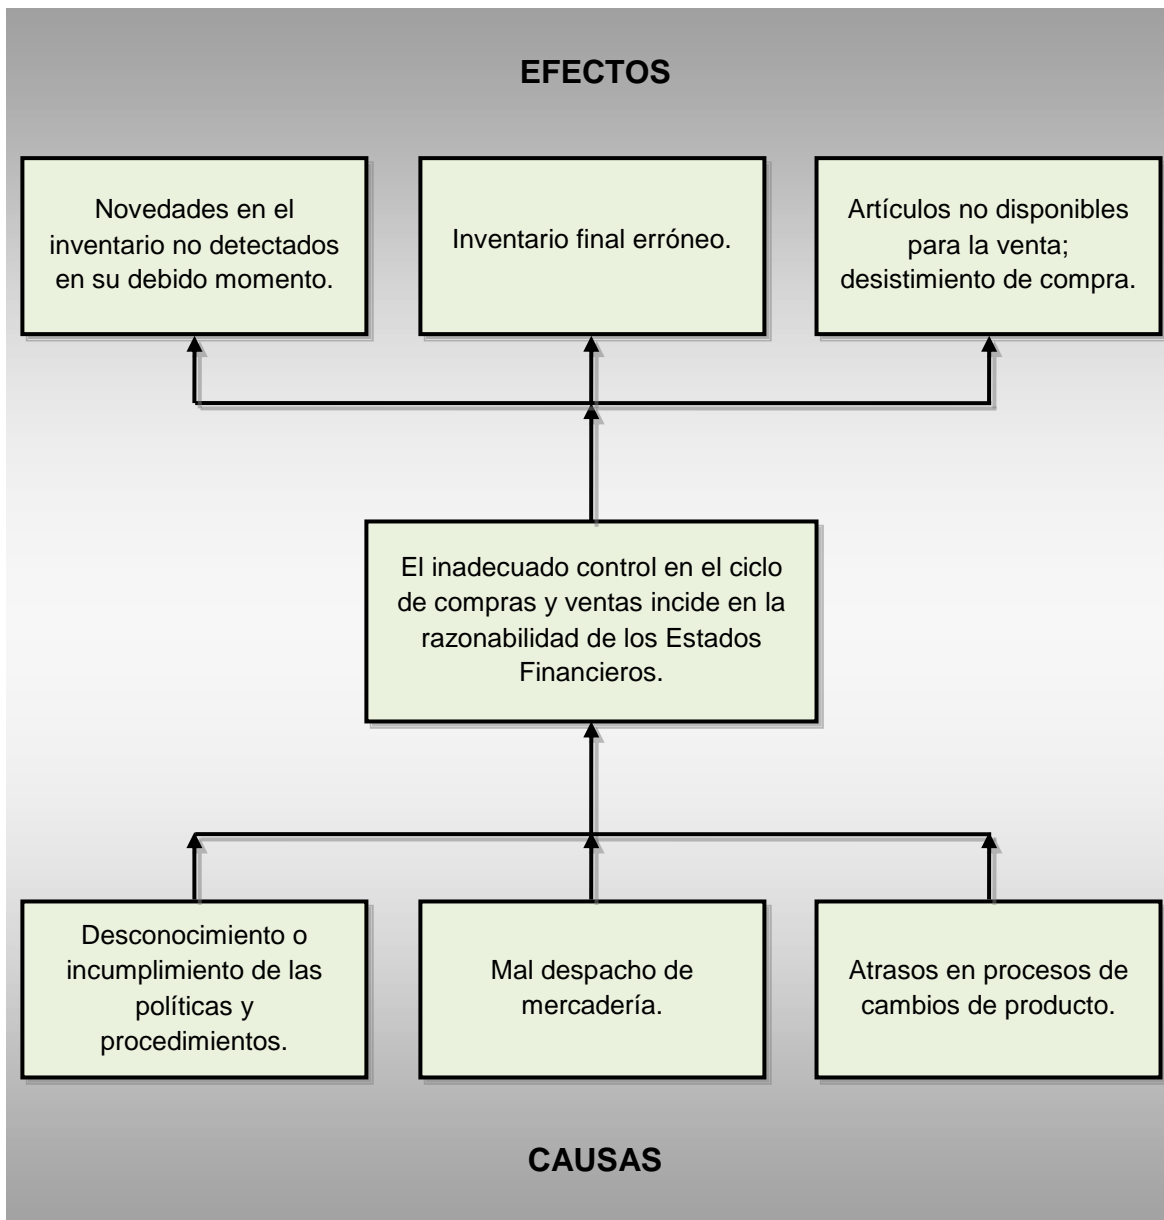 EFECTOS
Novedades en el
inventario no detectados
en su debido momento.
Inventario final erróneo.
Artículos no disponibles
para la venta;
desistimiento de compra.
El inadecuado control en el ciclo
de compras y ventas incide en la
razonabilidad de los Estados
Financieros.
Desconocimiento o
incumplimiento de las
políticas y
procedimientos.
Mal despacho de
mercadería.
Atrasos en procesos de
cambios de producto.
CAUSAS